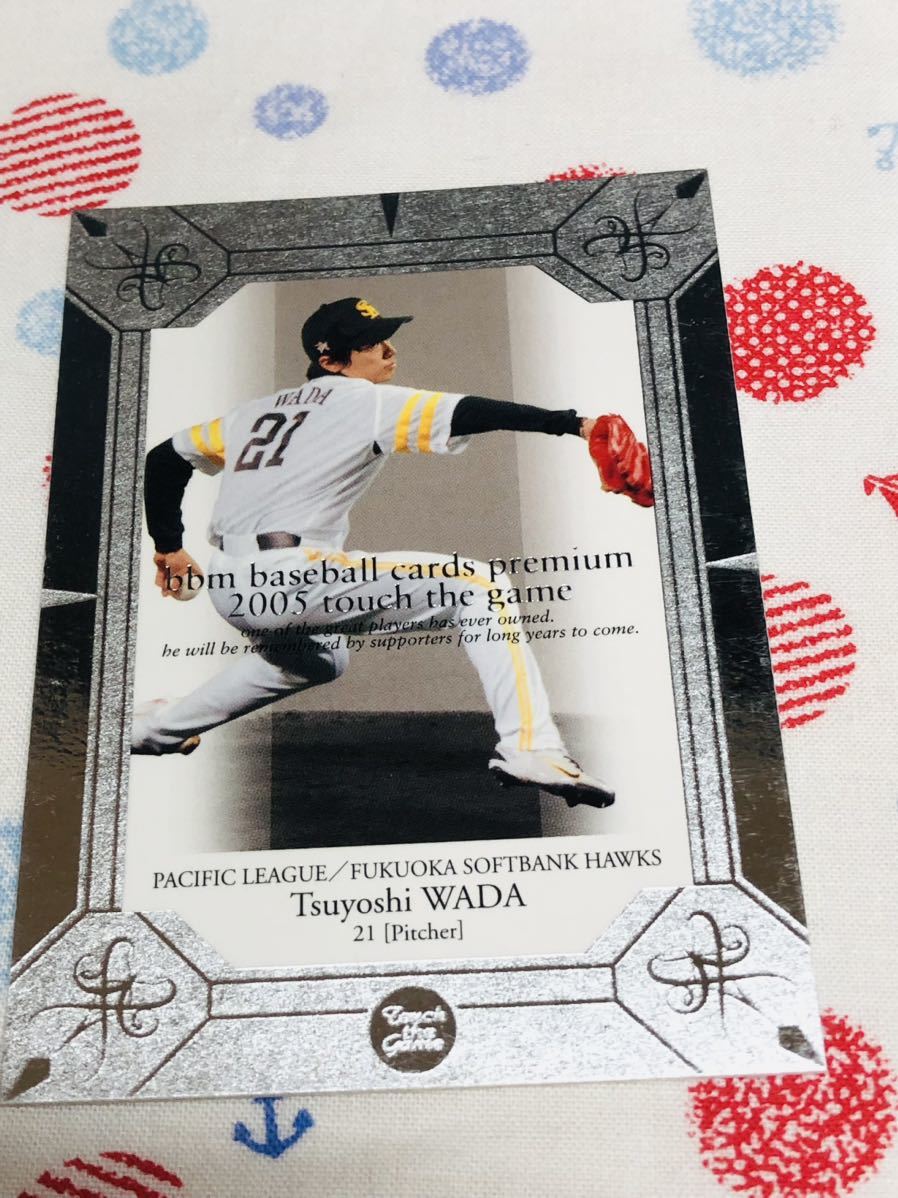 SH
WADA
21
bbm baseball cards premium
2005 touch the game
one of the great players has ever owned.
he will be remembered by supporters for long years to come.
PACIFIC LEAGUE／FUKUOKA SOFTBANK HAWKS
Tsuyoshi WADA
21 [Pitcher]
Touch
the
Game